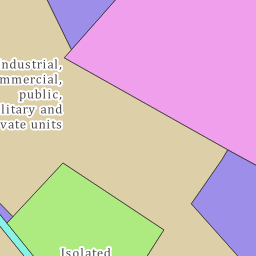 ndustrial,
mmercial,
public,
litary and
vate units
Isolated